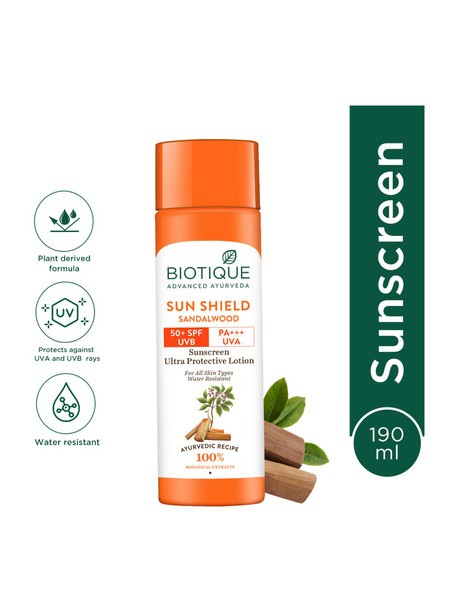 Plant derived
formula
UV
Protects against
UVA and UVB rays
Water resistant
BIOTIQUE
ADVANCED AYURVEDA
SUN SHIELD
SANDALWOOD
50+ SPF PA+++
UVB UVA
Sunscreen
Ultra Protective Lotion
For All Skin Types
Water Resistant
AYURVEDIC RECIPE
100%
BOTANICAL EXTRACTS
Sunscreen
190
ml